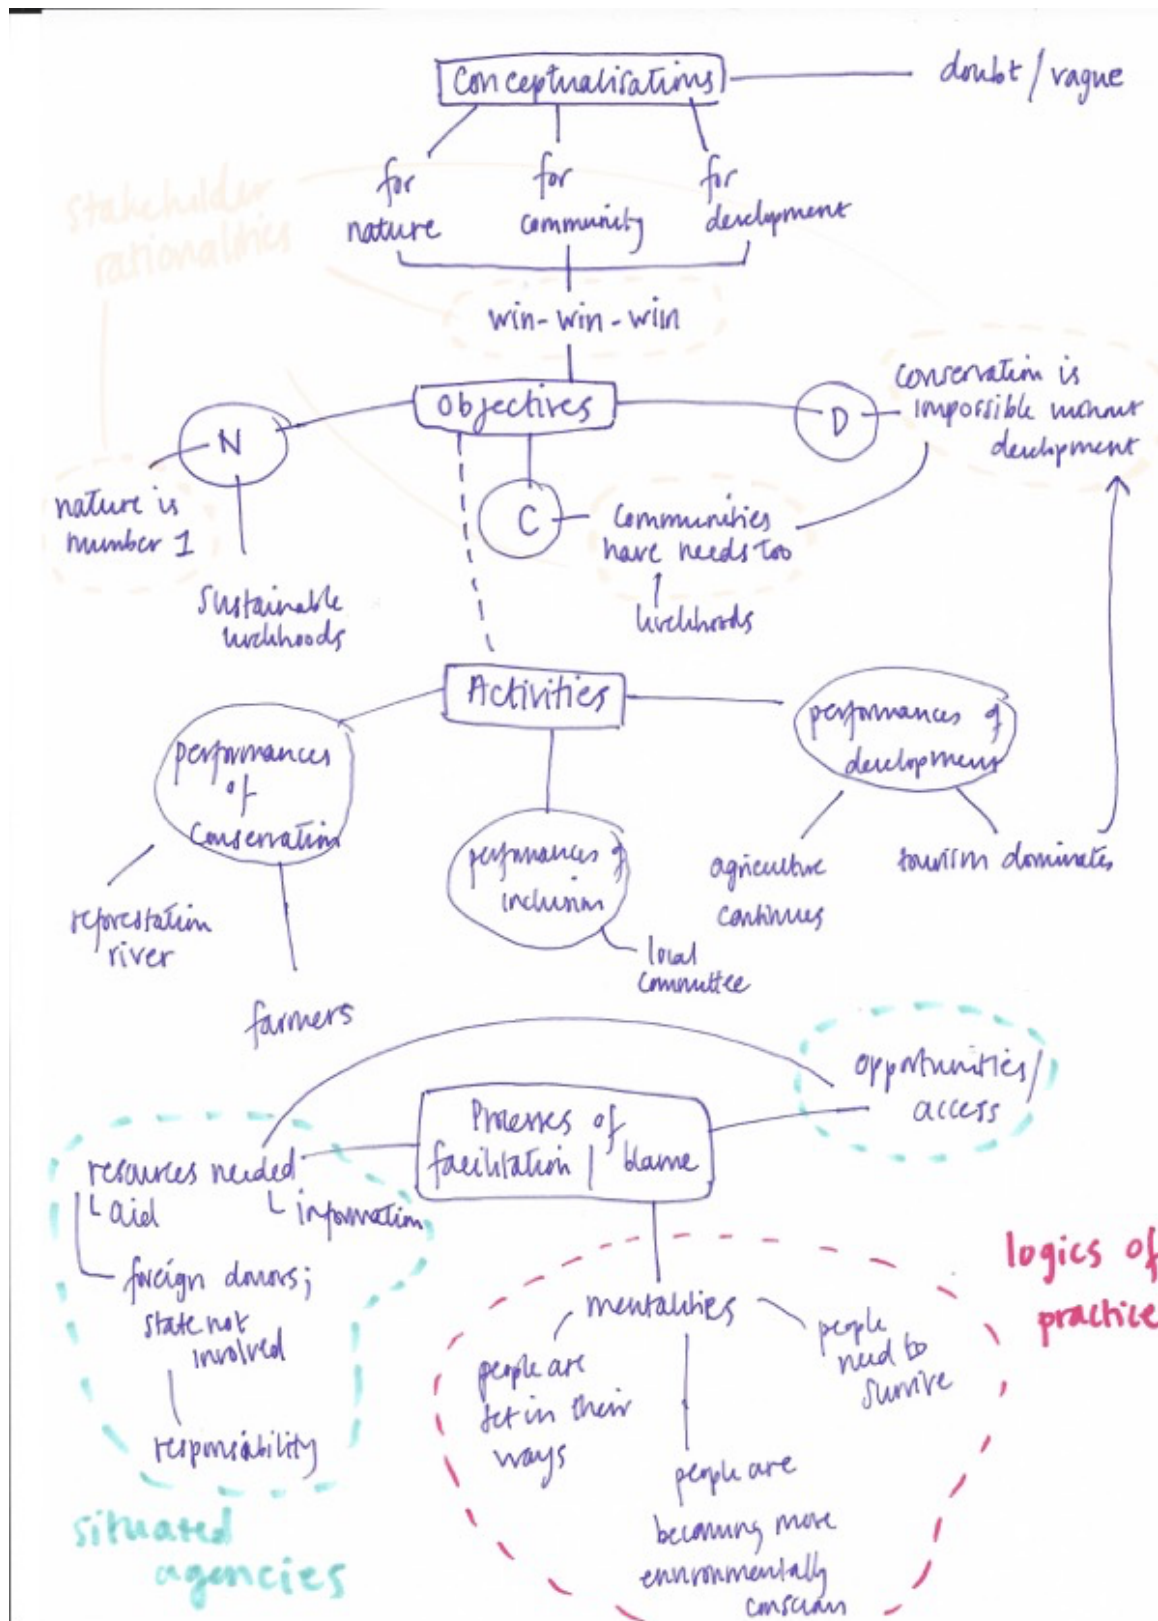 Conceptualisations
doubt / vague
for
nature
for
community
for
development
stakeholder
rationalities
win-win-win
Objectives
N
D
C
conservation is
impossible without
development
nature is
number 1
sustainable
livelihoods
communities
have needs too
livelihoods
Activities
performances
of
conservation
performances of
inclusion
performances of
development
reforestation
river
farmers
local
committee
agriculture
continues
tourism dominates
opportunities/
access
Processes of
facilitation / blame
resources needed
aid
information
foreign donors;
state not
involved
responsability
situated
agencies
logics of
practice
mentalities
people are
set in their
ways
people are
becoming more
environmentally
conscious
people
need to
survive